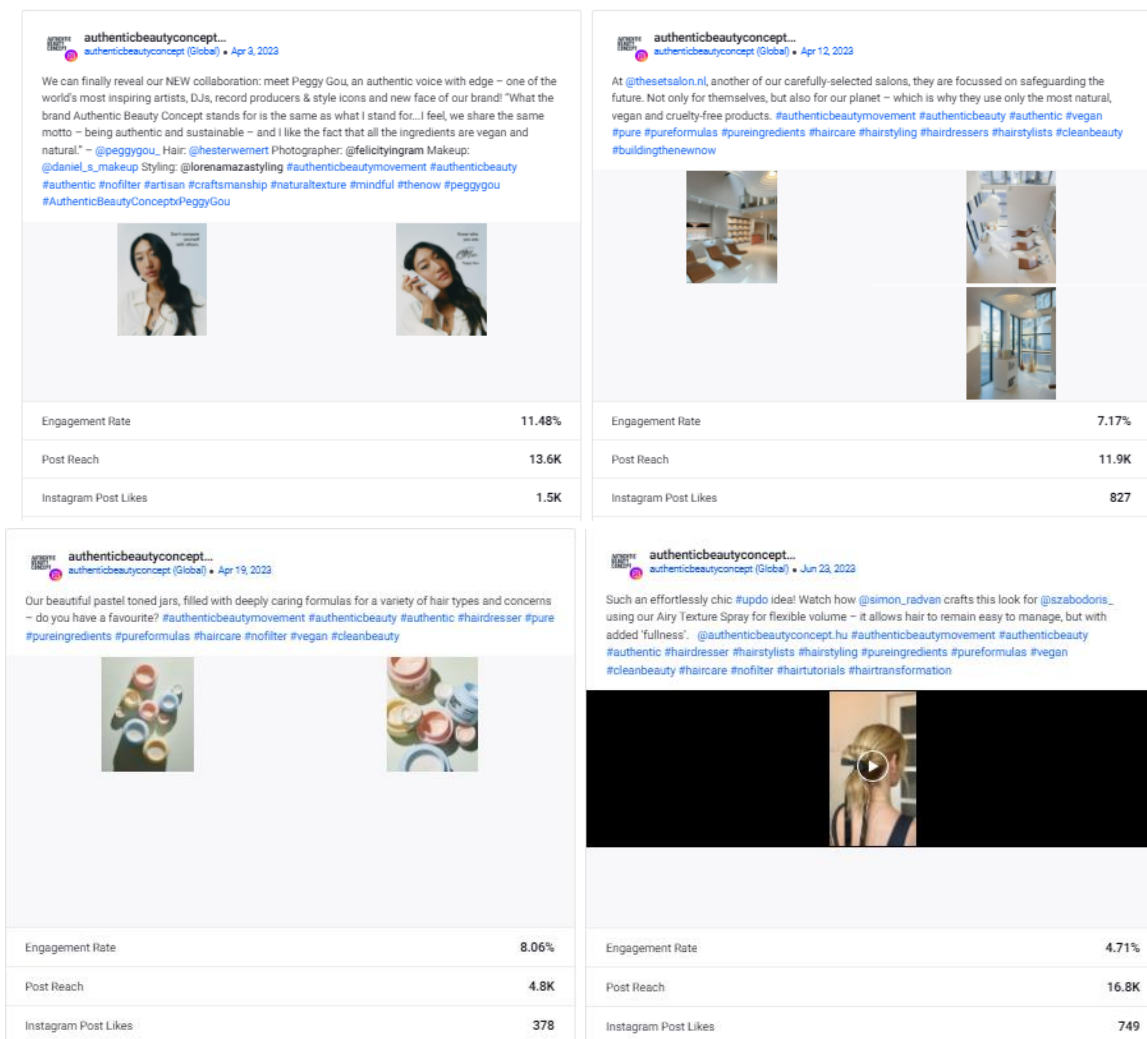 authenticbeautyconcept...
authenticbeautyconcept (Global) • Apr 3, 2023
We can finally reveal our NEW collaboration: meet Peggy Gou, an authentic voice with edge – one of the
world's most inspiring artists, DJs, record producers & style icons and new face of our brand! “What the
brand Authentic Beauty Concept stands for is the same as what I stand for...I feel, we share the same
motto – being authentic and sustainable – and I like the fact that all the ingredients are vegan and
natural.” – @peggygou_ Hair: @hesterwernert Photographer: @felicityingram Makeup:
@daniel_s_makeup Styling: @lorenamazastyling #authenticbeautymovement #authenticbeauty
#authentic #nofilter #artisan #craftsmanship #naturaltexture #mindful #thenow #peggygou
#AuthenticBeautyConceptxPeggyGou
Don't compare
yourself
with others.
Know who
you are.
Peggy Gou
Engagement Rate 11.48%
Post Reach 13.6K
Instagram Post Likes 1.5K
authenticbeautyconcept...
authenticbeautyconcept (Global) • Apr 12, 2023
At @thesetsalon.nl, another of our carefully-selected salons, they are focussed on safeguarding the
future. Not only for themselves, but also for our planet – which is why they use only the most natural,
vegan and cruelty-free products. #authenticbeautymovement #authenticbeauty #authentic #vegan
#pure #pureformulas #pureingredients #haircare #hairstyling #hairdressers #hairstylists #cleanbeauty
#buildingthenewnow
Engagement Rate 7.17%
Post Reach 11.9K
Instagram Post Likes 827
authenticbeautyconcept...
authenticbeautyconcept (Global) • Apr 19, 2023
Our beautiful pastel toned jars, filled with deeply caring formulas for a variety of hair types and concerns
– do you have a favourite? #authenticbeautymovement #authenticbeauty #authentic #hairdresser #pure
#pureingredients #pureformulas #haircare #nofilter #vegan #cleanbeauty
Engagement Rate 8.06%
Post Reach 4.8K
Instagram Post Likes 378
authenticbeautyconcept...
authenticbeautyconcept (Global) • Jun 23, 2023
Such an effortlessly chic #updo idea! Watch how @simon_radvan crafts this look for @szabodoris_
using our Airy Texture Spray for flexible volume – it allows hair to remain easy to manage, but with
added 'fullness'. @authenticbeautyconcept.hu #authenticbeautymovement #authenticbeauty
#authentic #hairdresser #hairstylists #hairstyling #pureingredients #pureformulas #vegan
#cleanbeauty #haircare #nofilter #hairtutorials #hairtransformation
Engagement Rate 4.71%
Post Reach 16.8K
Instagram Post Likes 749